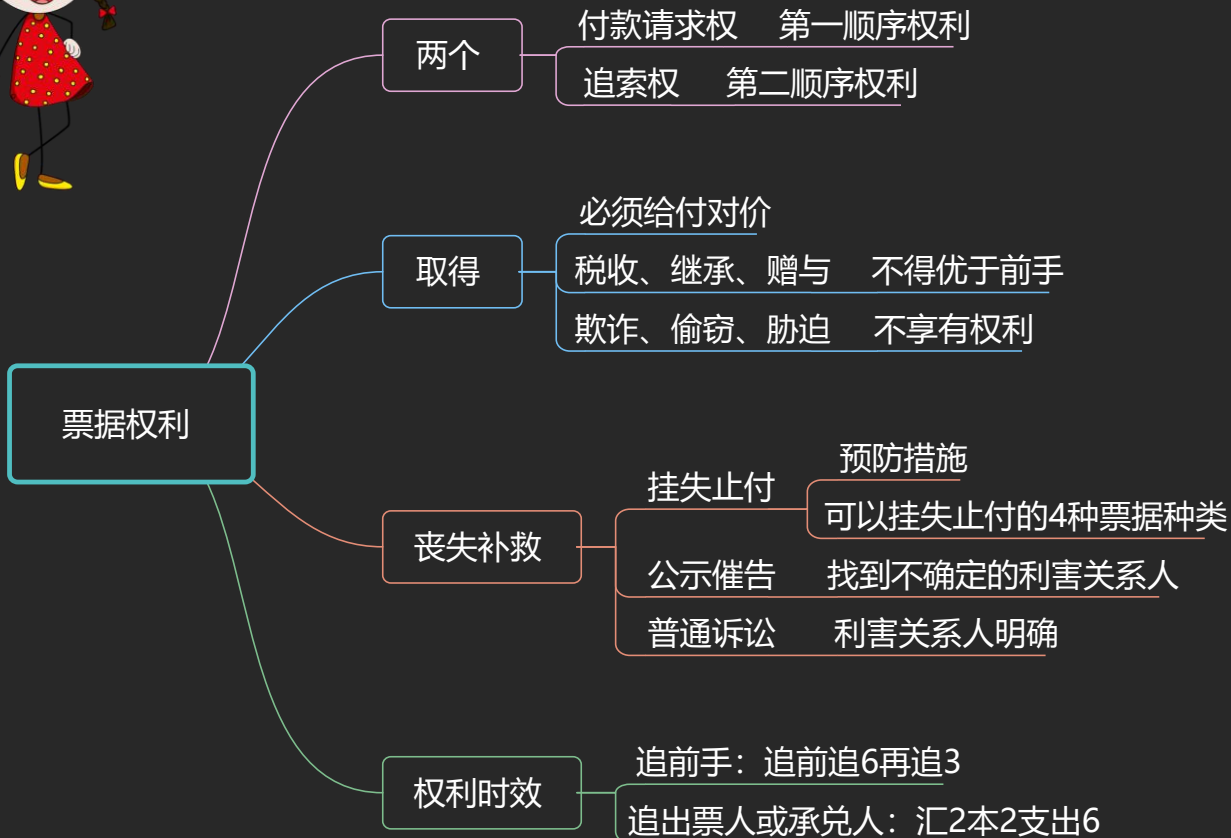 两个
付款请求权 第一顺序权利
追索权 第二顺序权利
取得
必须给付对价
税收、继承、赠与 不得优于前手
欺诈、偷窃、胁迫 不享有权利
票据权利
丧失补救
挂失止付
预防措施
可以挂失止付的4种票据种类
公示催告 找到不确定的利害关系人
普通诉讼 利害关系人明确
权利时效
追前手：追前追6再追3
追出票人或承兑人：汇2本2支出6